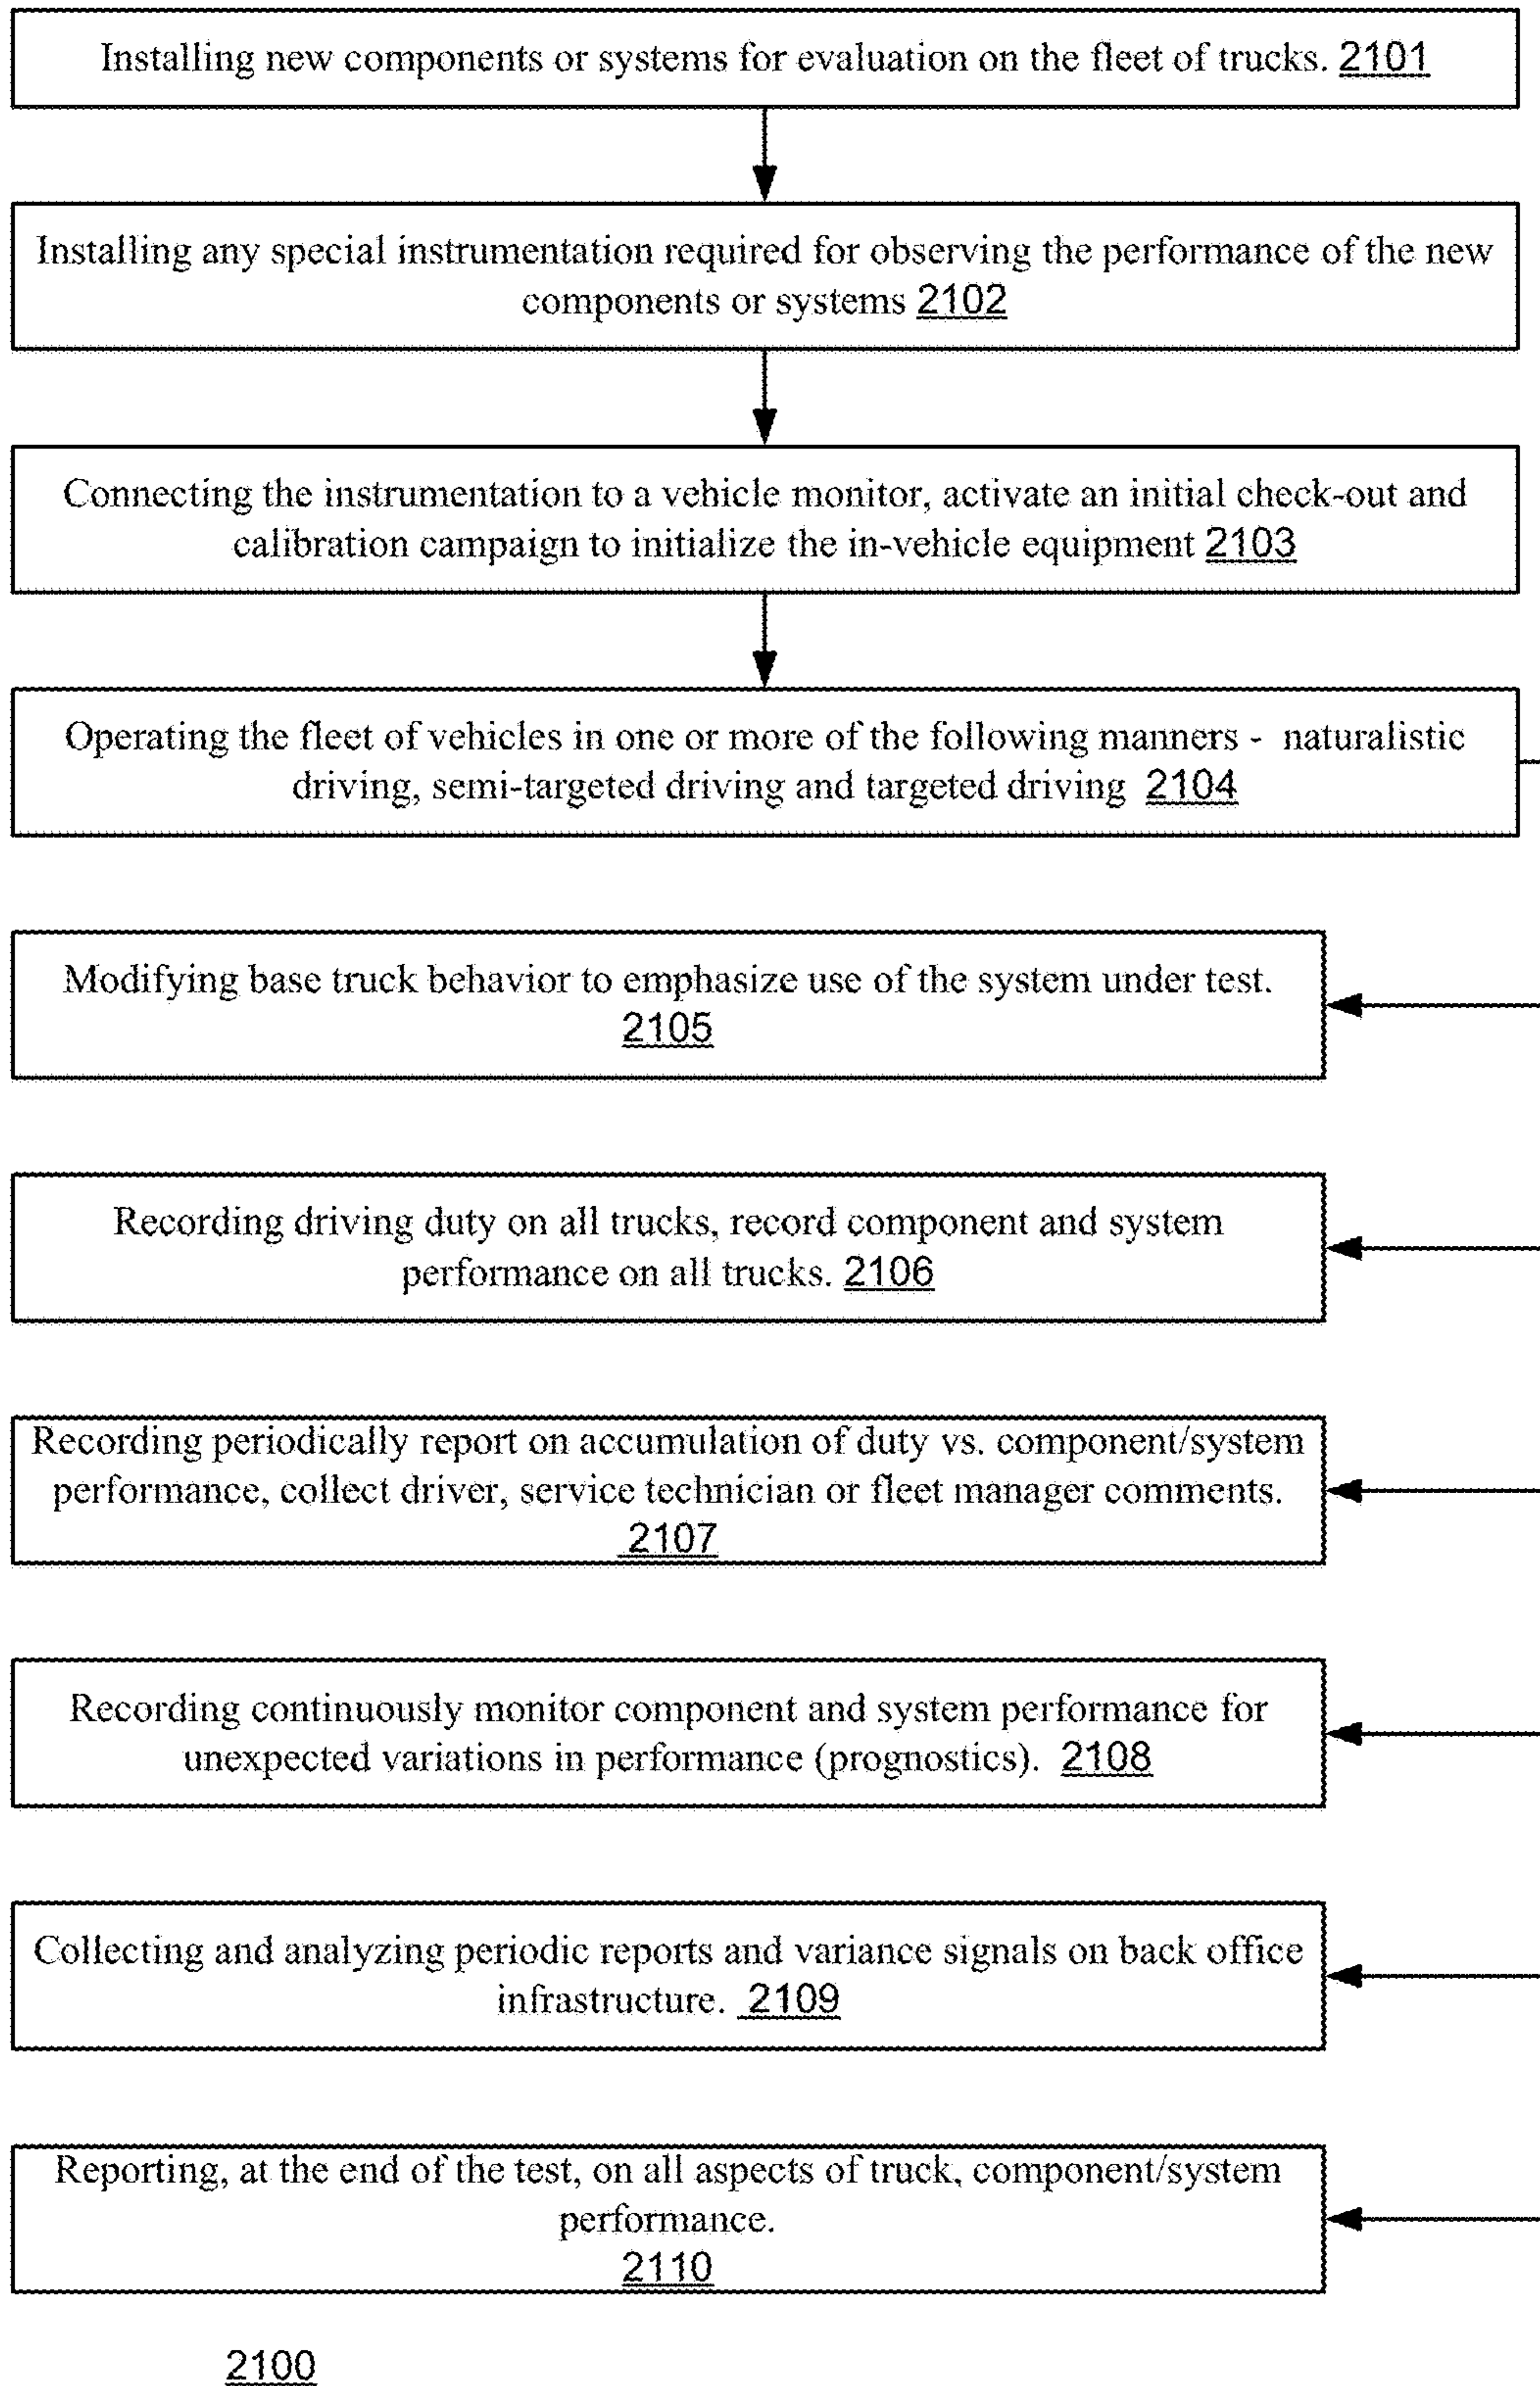 Installing new components or systems for evaluation on the fleet of trucks. 2101
Installing any special instrumentation required for observing the performance of the new
components or systems 2102
Connecting the instrumentation to a vehicle monitor, activate an initial check-out and
calibration campaign to initialize the in-vehicle equipment 2103
Operating the fleet of vehicles in one or more of the following manners - naturalistic
driving, semi-targeted driving and targeted driving 2104
Modifying base truck behavior to emphasize use of the system under test.
2105
Recording driving duty on all trucks, record component and system
performance on all trucks. 2106
Recording periodically report on accumulation of duty vs. component/system
performance, collect driver, service technician or fleet manager comments.
2107
Recording continuously monitor component and system performance for
unexpected variations in performance (prognostics). 2108
Collecting and analyzing periodic reports and variance signals on back office
infrastructure. 2109
Reporting, at the end of the test, on all aspects of truck, component/system
performance.
2110
2100